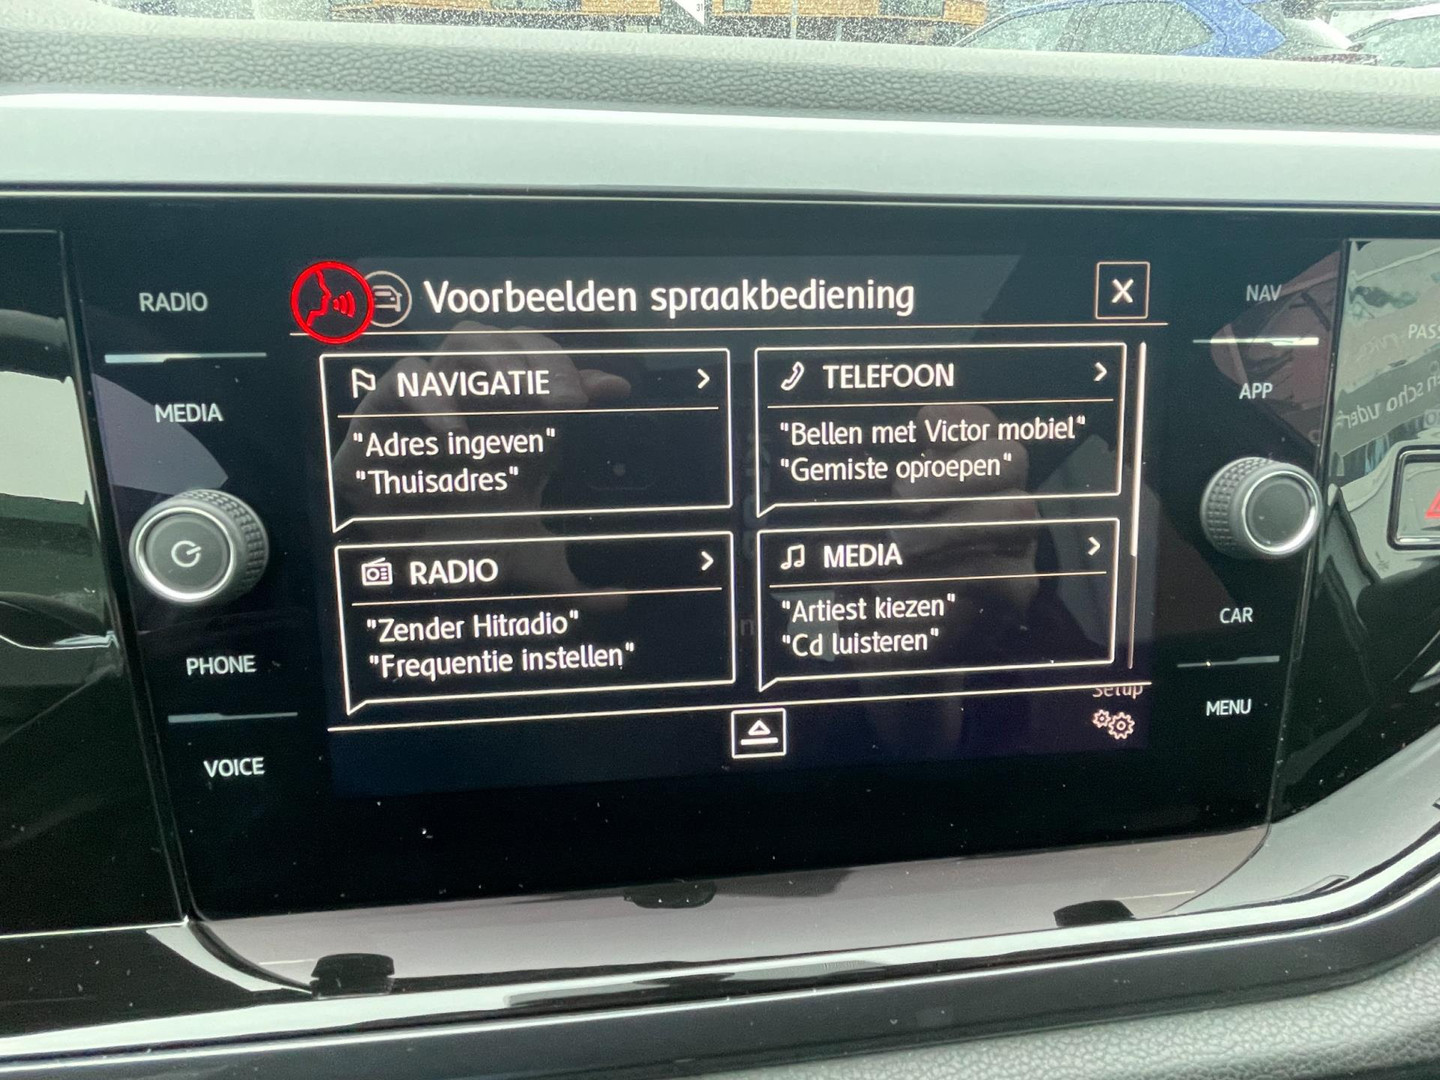 RADIO
MEDIA
PHONE
VOICE
Voorbeelden spraakbediening
X
NAVIGATIE
"Adres ingeven"
"Thuisadres"
TELEFOON
"Bellen met Victor mobiel"
"Gemiste oproepen"
RADIO
"Zender Hitradio"
"Frequentie instellen"
MEDIA
"Artiest kiezen"
"Cd luisteren"
Setup
NAV
APP
CAR
MENU